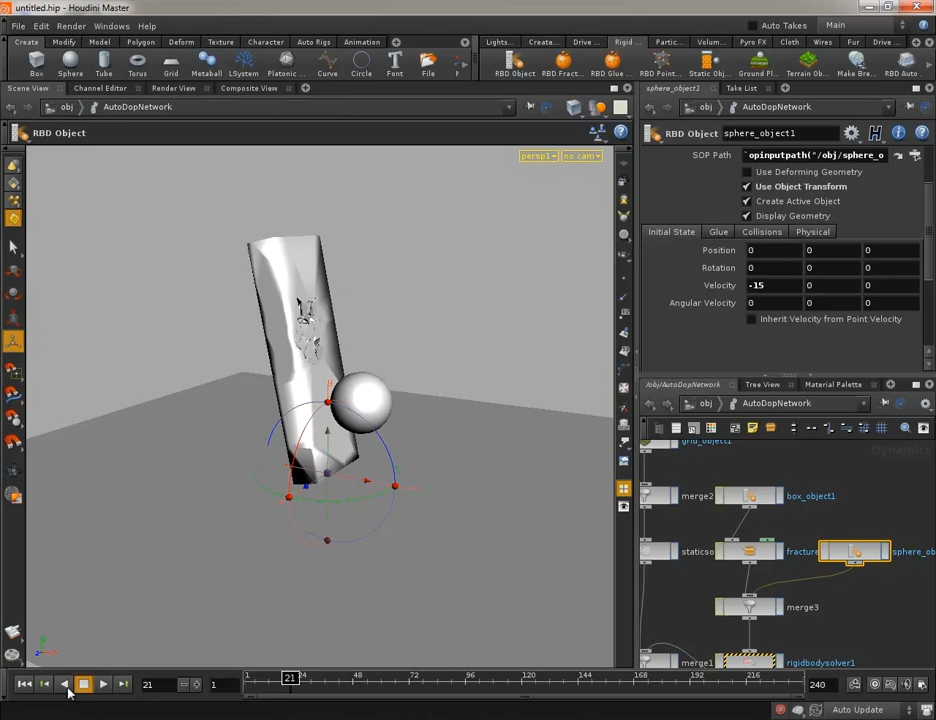 untitled.hip - Houdini Master
File Edit Render Windows Help
Auto Takes Main
Create Modify Model Polygon Deform Texture Character Auto Rigs Animation
Lights... Create... Drive ... Rigid ... Partic... Volum... Pyro FX Cloth Wires Fur Drive ...
Box Sphere Tube Torus Grid Metaball LSystem Platonic ... Curve Circle Font File
RBD Object RBD Fract... RBD Glue ... RBD Point... Static Obj... Ground Pl... Terrain Ob... Make Bre... RBD Auto ...
Scene View Channel Editor Render View Composite View
sphere_object1 Take List
obj AutoDopNetwork
obj AutoDopNetwork
RBD Object
RBD Object sphere_object1
persp1 no cam
SOP Path `opinputpath("/obj/sphere_o
Use Deforming Geometry
Use Object Transform
Create Active Object
Display Geometry
Initial State Glue Collisions Physical
Position 0 0 0
Rotation 0 0 0
Velocity -15 0 0
Angular Velocity 0 0 0
Inherit Velocity from Point Velocity
/obj/AutoDopNetwork Tree View Material Palette
obj AutoDopNetwork
grid_object1
Dynamics
merge2 box_object1
staticso fracture sphere_ob
merge3
merge1 rigidbodysolver1
21 1
1 21 24 48 72 96 120 144 168 192 216
240
Auto Update